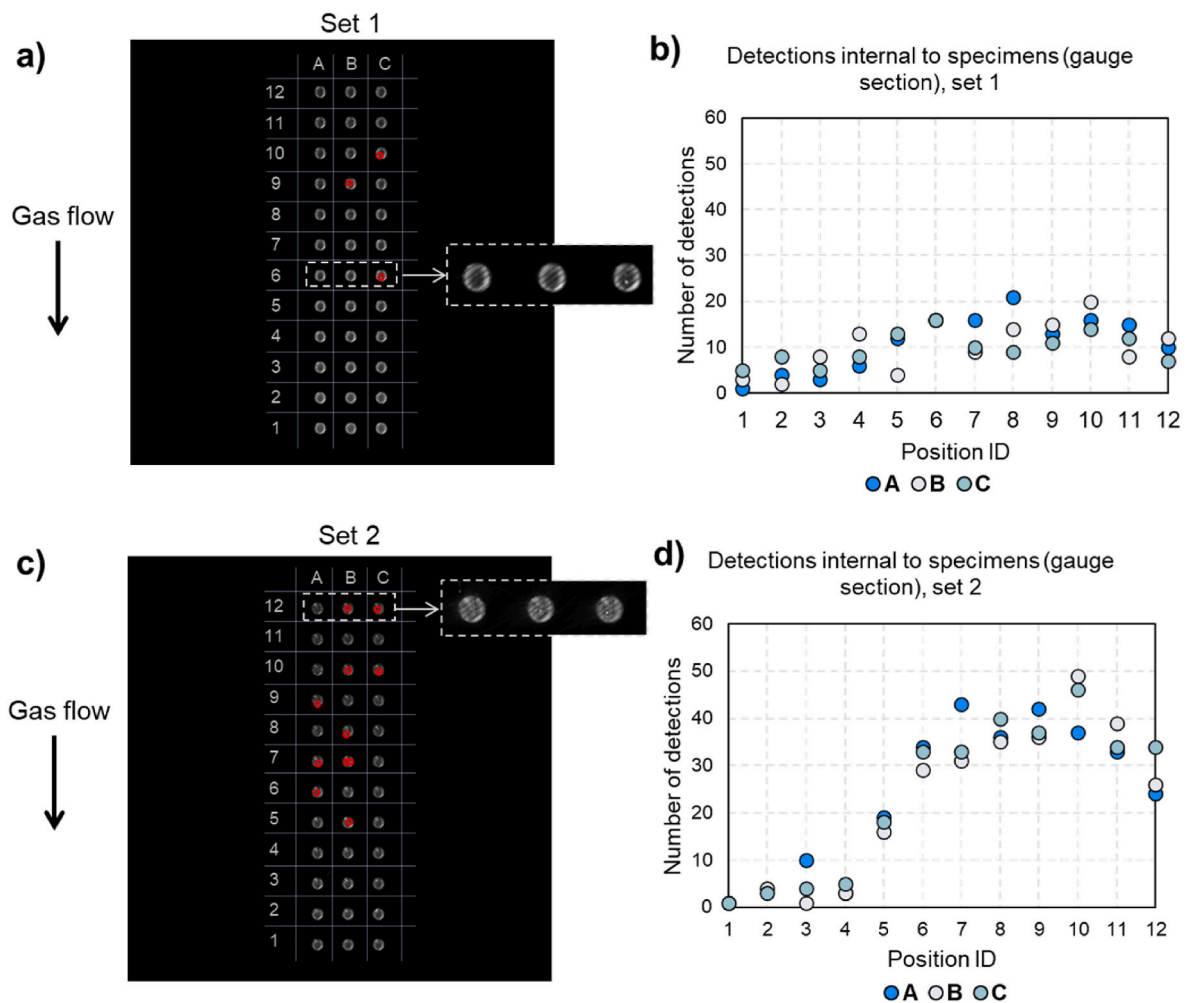 Set 1
a)
A B C
12
11
10
9
8
7
6
5
4
3
2
1
Gas flow
b)
Detections internal to specimens (gauge
section), set 1
Number of detections
60
50
40
30
20
10
0
1 2 3 4 5 6 7 8 9 10 11 12
Position ID
A B C
Set 2
c)
A B C
12
11
10
9
8
7
6
5
4
3
2
1
Gas flow
d)
Detections internal to specimens (gauge
section), set 2
Number of detections
60
50
40
30
20
10
0
1 2 3 4 5 6 7 8 9 10 11 12
Position ID
A B C